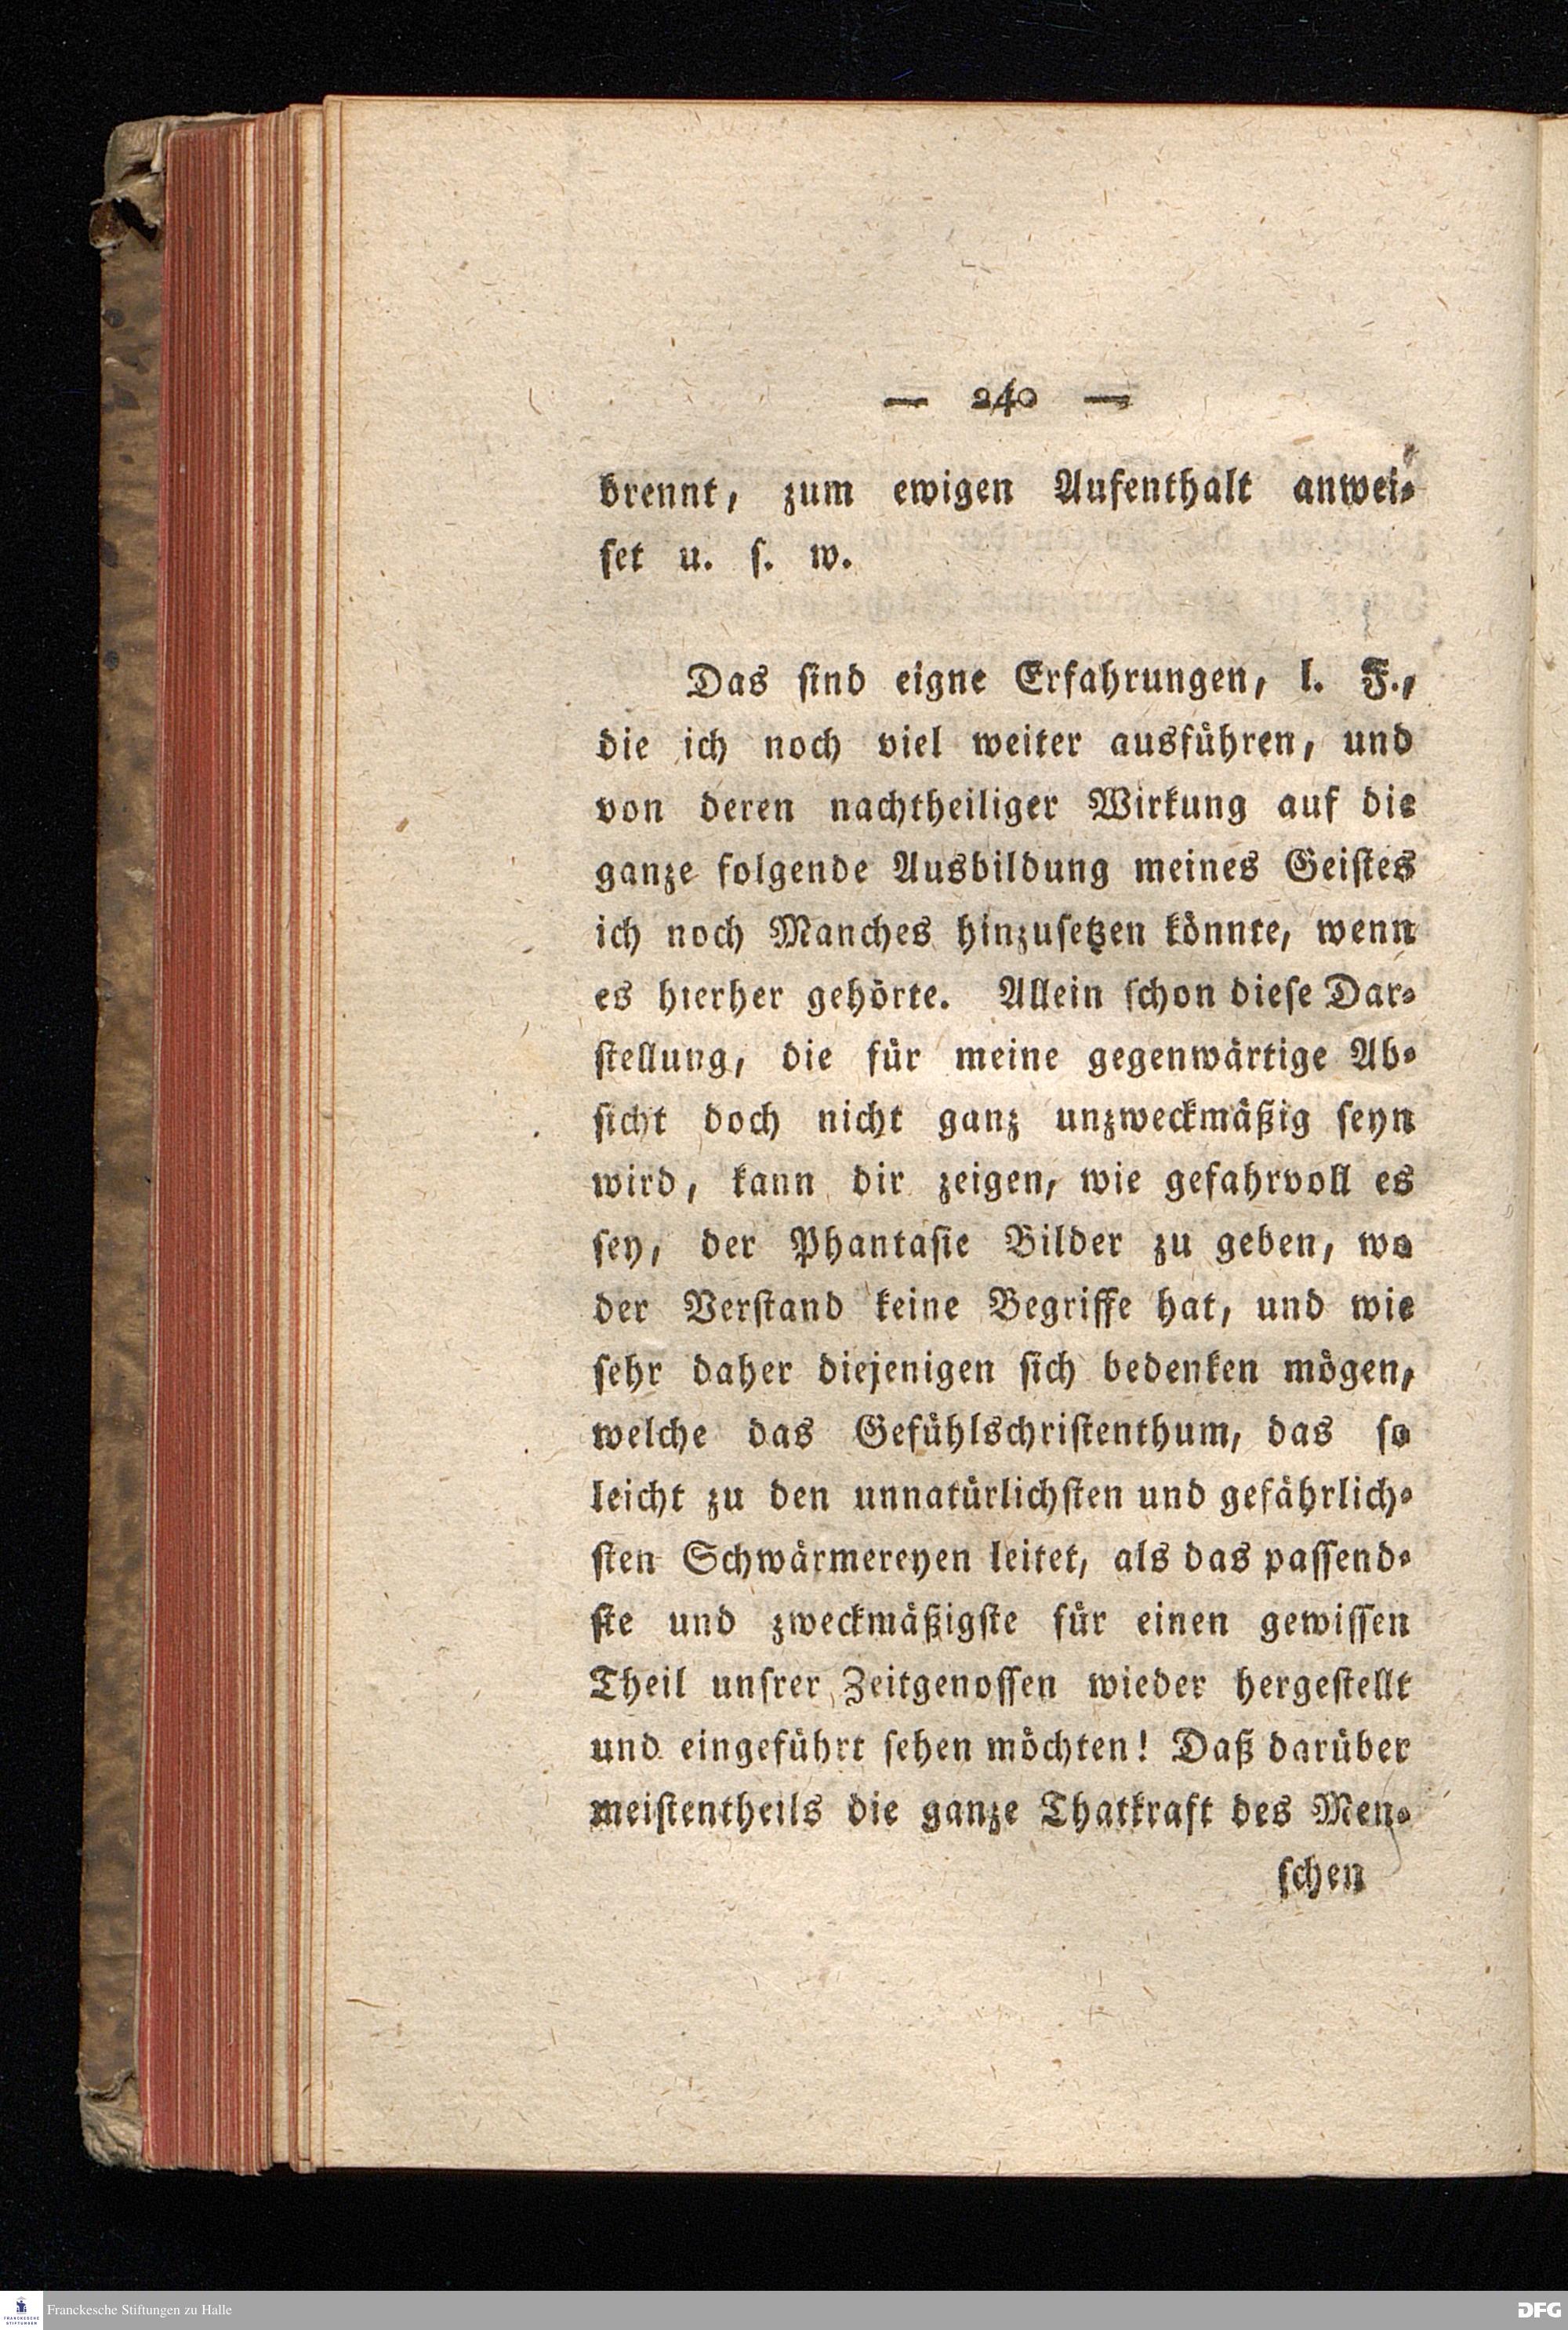 — 240 —
brennt, zum ewigen Aufenthalt anwei⸗
ſet u. ſ. w.
Das ſind eigne Erfahrungen, l. F.,
die ich noch viel weiter ausführen, und
von deren nachtheiliger Wirkung auf die
ganze folgende Ausbildung meines Geiſtes
ich noch Manches hinzuſetzen könnte, wenn
es hierher gehörte. Allein ſchon dieſe Dar⸗
ſtellung, die für meine gegenwärtige Ab⸗
ſicht doch nicht ganz unzweckmäßig ſeyn
wird, kann dir zeigen, wie gefahrvoll es
ſey, der Phantaſie Bilder zu geben, wo
der Verſtand keine Begriffe hat, und wie
ſehr daher diejenigen ſich bedenken mögen,
welche das Gefühlschriſtenthum, das ſo
leicht zu den unnatürlichſten und gefährlich⸗
ſten Schwärmereyen leitet, als das paſſend⸗
ſte und zweckmäßigſte für einen gewiſſen
Theil unſrer Zeitgenoſſen wieder hergeſtellt
und eingeführt ſehen möchten! Daß darüber
meiſtentheils die ganze Thatkraft des Men⸗
ſchen
FRANCKESCHE
STIFTUNGEN
Franckesche Stiftungen zu Halle
DFG